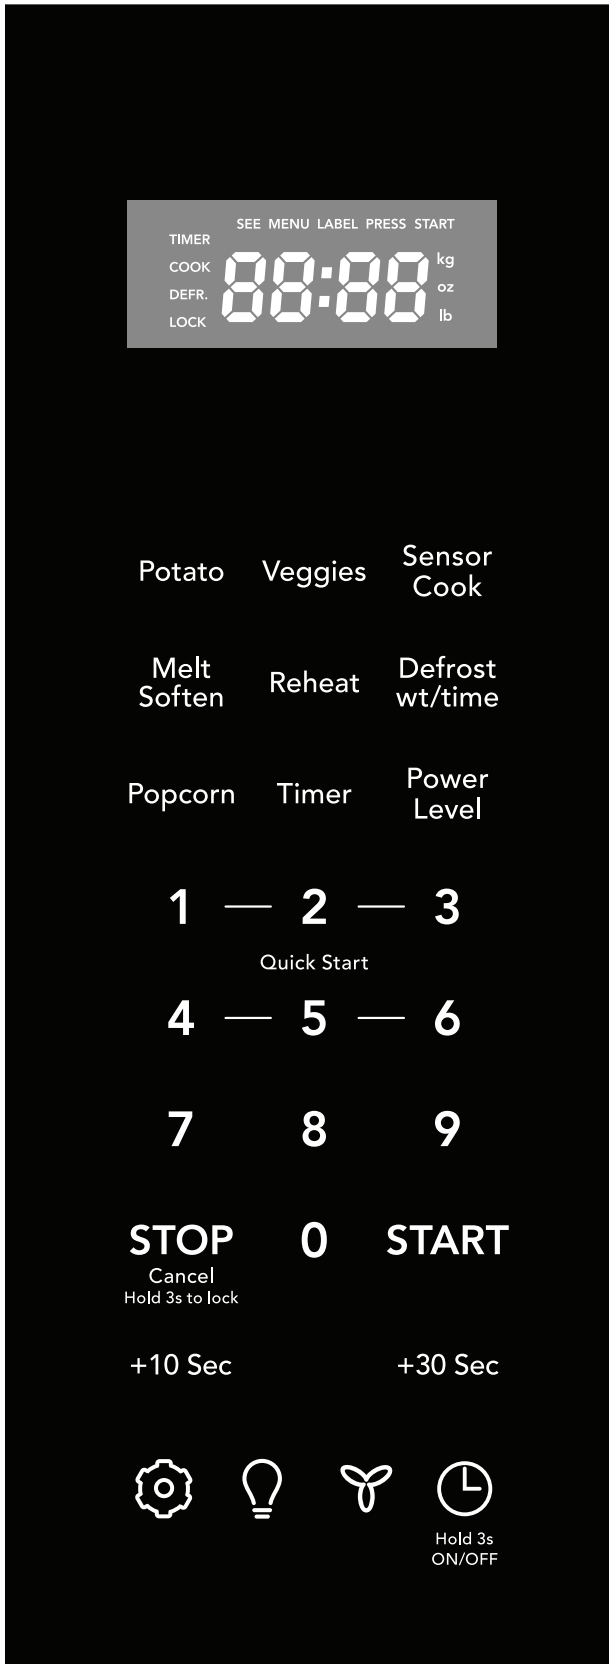 SEE MENU LABEL PRESS START
TIMER
COOK
DEFR.
LOCK
88:88
kg
oz
lb
Potato
Veggies
Sensor
Cook
Melt
Soften
Reheat
Defrost
wt/time
Popcorn
Timer
Power
Level
1 — 2 — 3
Quick Start
4 — 5 — 6
7 8 9
STOP
Cancel
Hold 3s to lock
0
START
+10 Sec
+30 Sec
Hold 3s
ON/OFF